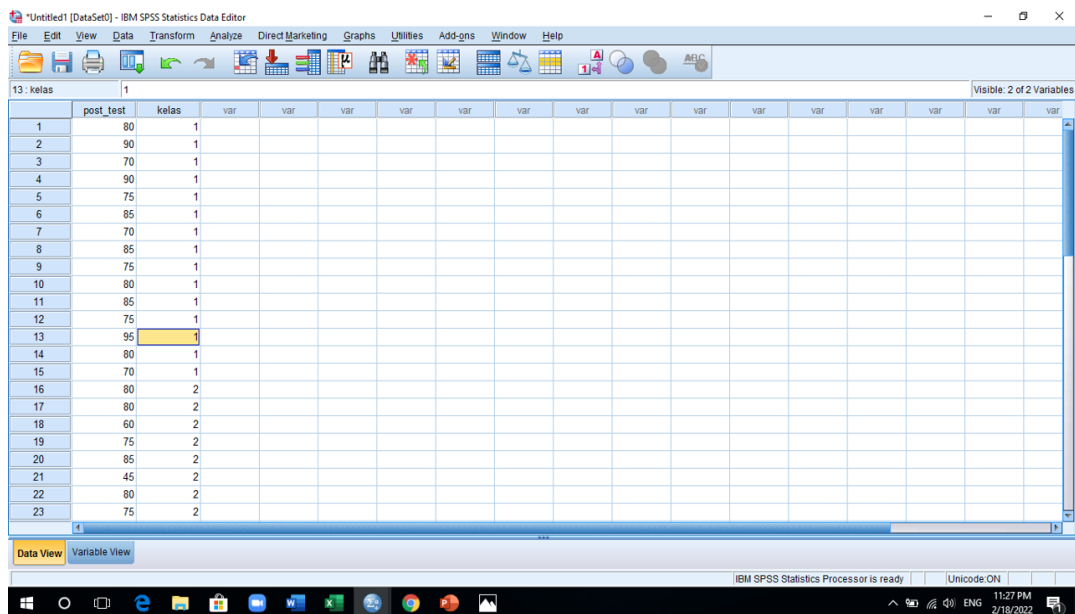 *Untitled1 [DataSet0] - IBM SPSS Statistics Data Editor
File Edit View Data Transform Analyze Direct Marketing Graphs Utilities Add-ons Window Help
13 : kelas 1 Visible: 2 of 2 Variables
post_test kelas var var var var var var var var var var var var var var var
1 80 1
2 90 1
3 70 1
4 90 1
5 75 1
6 85 1
7 70 1
8 85 1
9 75 1
10 80 1
11 85 1
12 75 1
13 95 1
14 80 1
15 70 1
16 80 2
17 80 2
18 60 2
19 75 2
20 85 2
21 45 2
22 80 2
23 75 2
Data View Variable View
IBM SPSS Statistics Processor is ready Unicode:ON
ENG 11:27 PM
2/18/2022